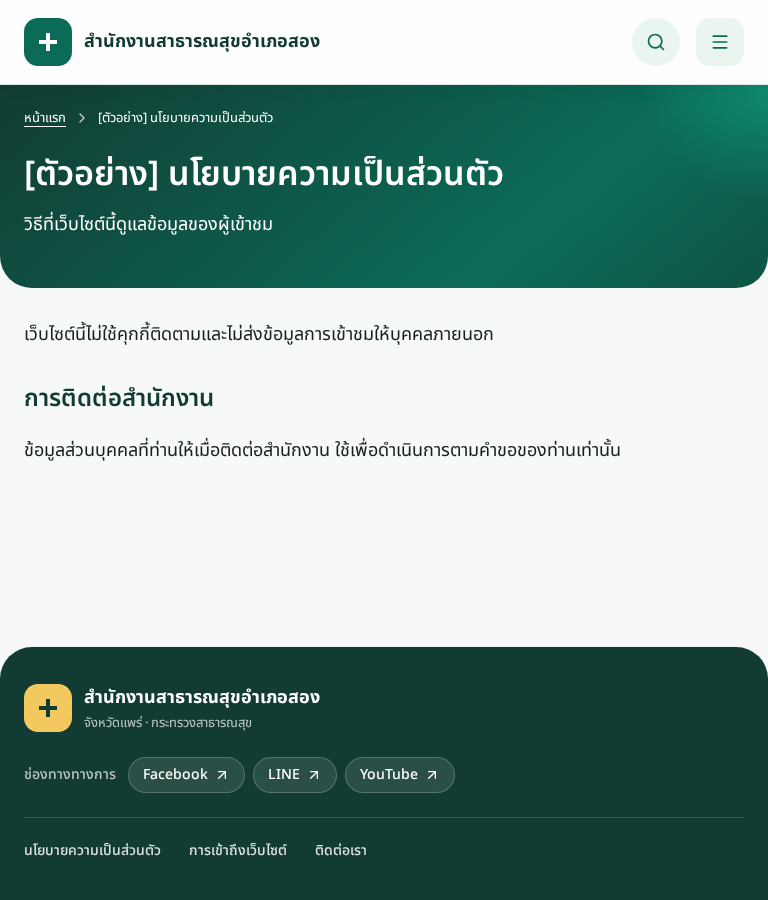 สำนักงานสาธารณสุขอำเภอสอง
หน้าแรก > [ตัวอย่าง] นโยบายความเป็นส่วนตัว
[ตัวอย่าง] นโยบายความเป็นส่วนตัว
วิธีที่เว็บไซต์นี้ดูแลข้อมูลของผู้เข้าชม
เว็บไซต์นี้ไม่ใช้คุกกี้ติดตามและไม่ส่งข้อมูลการเข้าชมให้บุคคลภายนอก
การติดต่อสำนักงาน
ข้อมูลส่วนบุคคลที่ท่านให้เมื่อติดต่อสำนักงาน ใช้เพื่อดำเนินการตามคำขอของท่านเท่านั้น
สำนักงานสาธารณสุขอำเภอสอง
จังหวัดแพร่ · กระทรวงสาธารณสุข
ช่องทางทางการ Facebook LINE YouTube
นโยบายความเป็นส่วนตัว การเข้าถึงเว็บไซต์ ติดต่อเรา